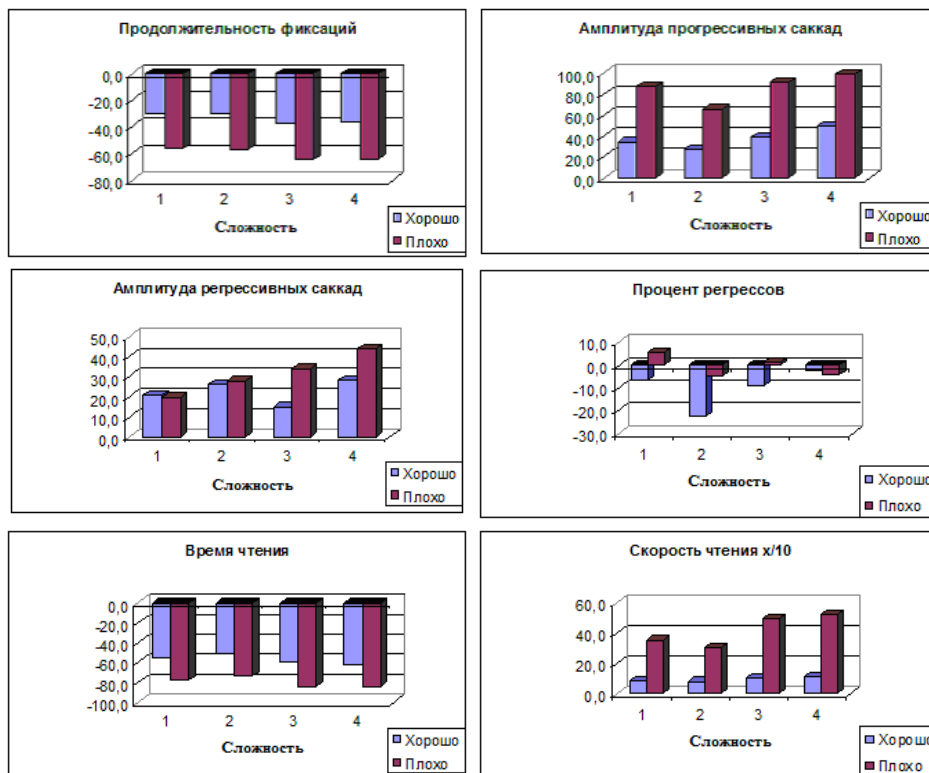 Продолжительность фиксаций
0,0
-20,0
-40,0
-60,0
-80,0
1 2 3 4
Сложность
Хорошо
Плохо
Амплитуда прогрессивных саккад
100,0
80,0
60,0
40,0
20,0
0,0
1 2 3 4
Сложность
Хорошо
Плохо
Амплитуда регрессивных саккад
50,0
40,0
30,0
20,0
10,0
0,0
1 2 3 4
Сложность
Хорошо
Плохо
Процент регрессов
10,0
0,0
-10,0
-20,0
-30,0
1 2 3 4
Сложность
Хорошо
Плохо
Время чтения
0,0
-20,0
-40,0
-60,0
-80,0
-100,0
1 2 3 4
Сложность
Хорошо
Плохо
Скорость чтения х/10
60,0
40,0
20,0
0,0
1 2 3 4
Сложность
Хорошо
Плохо